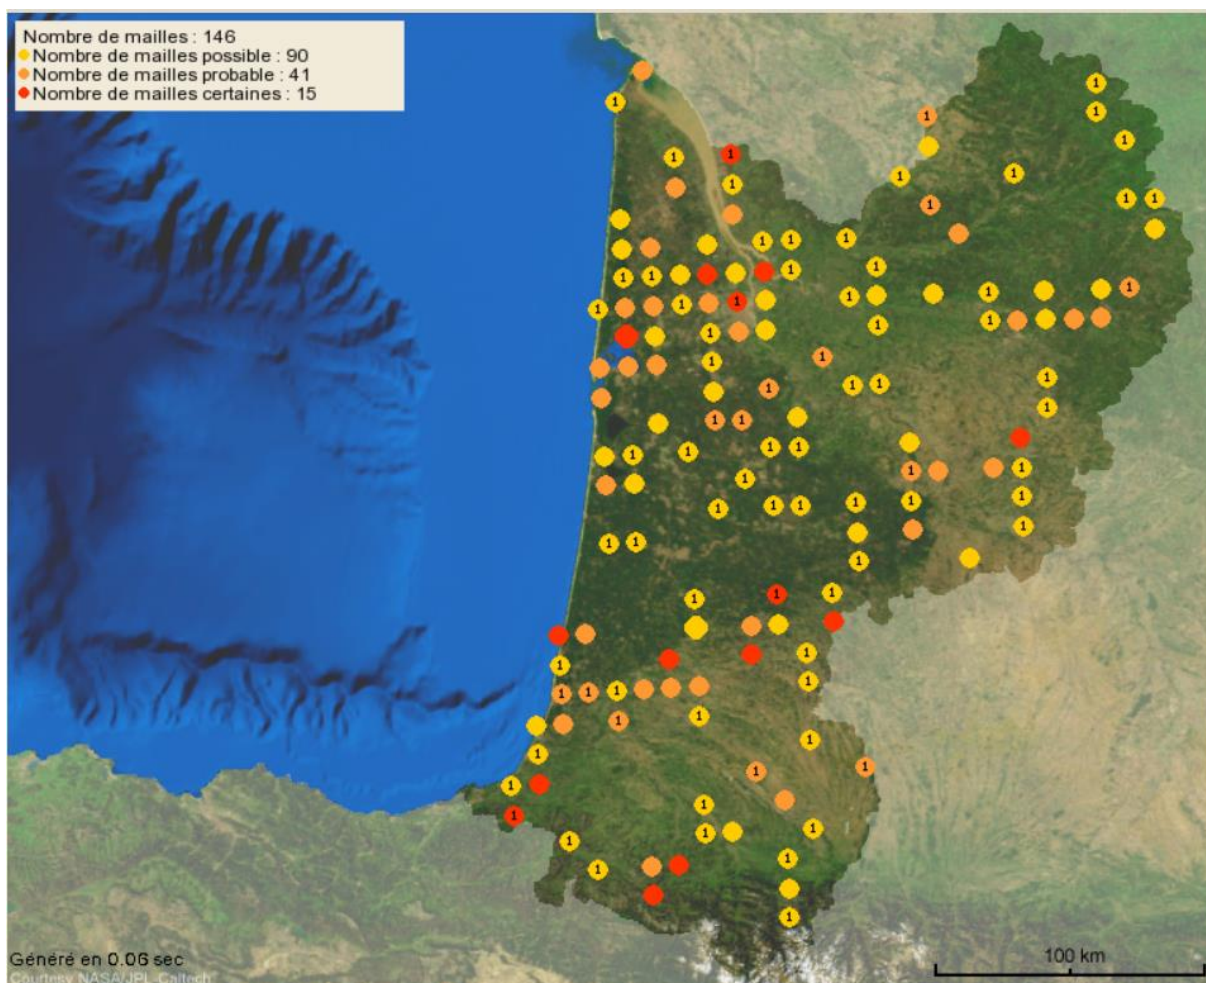 Nombre de mailles : 146
Nombre de mailles possible : 90
Nombre de mailles probable : 41
Nombre de mailles certaines : 15
Généré en 0.06 sec
Courtesy NASA/JPL-Caltech
100 km